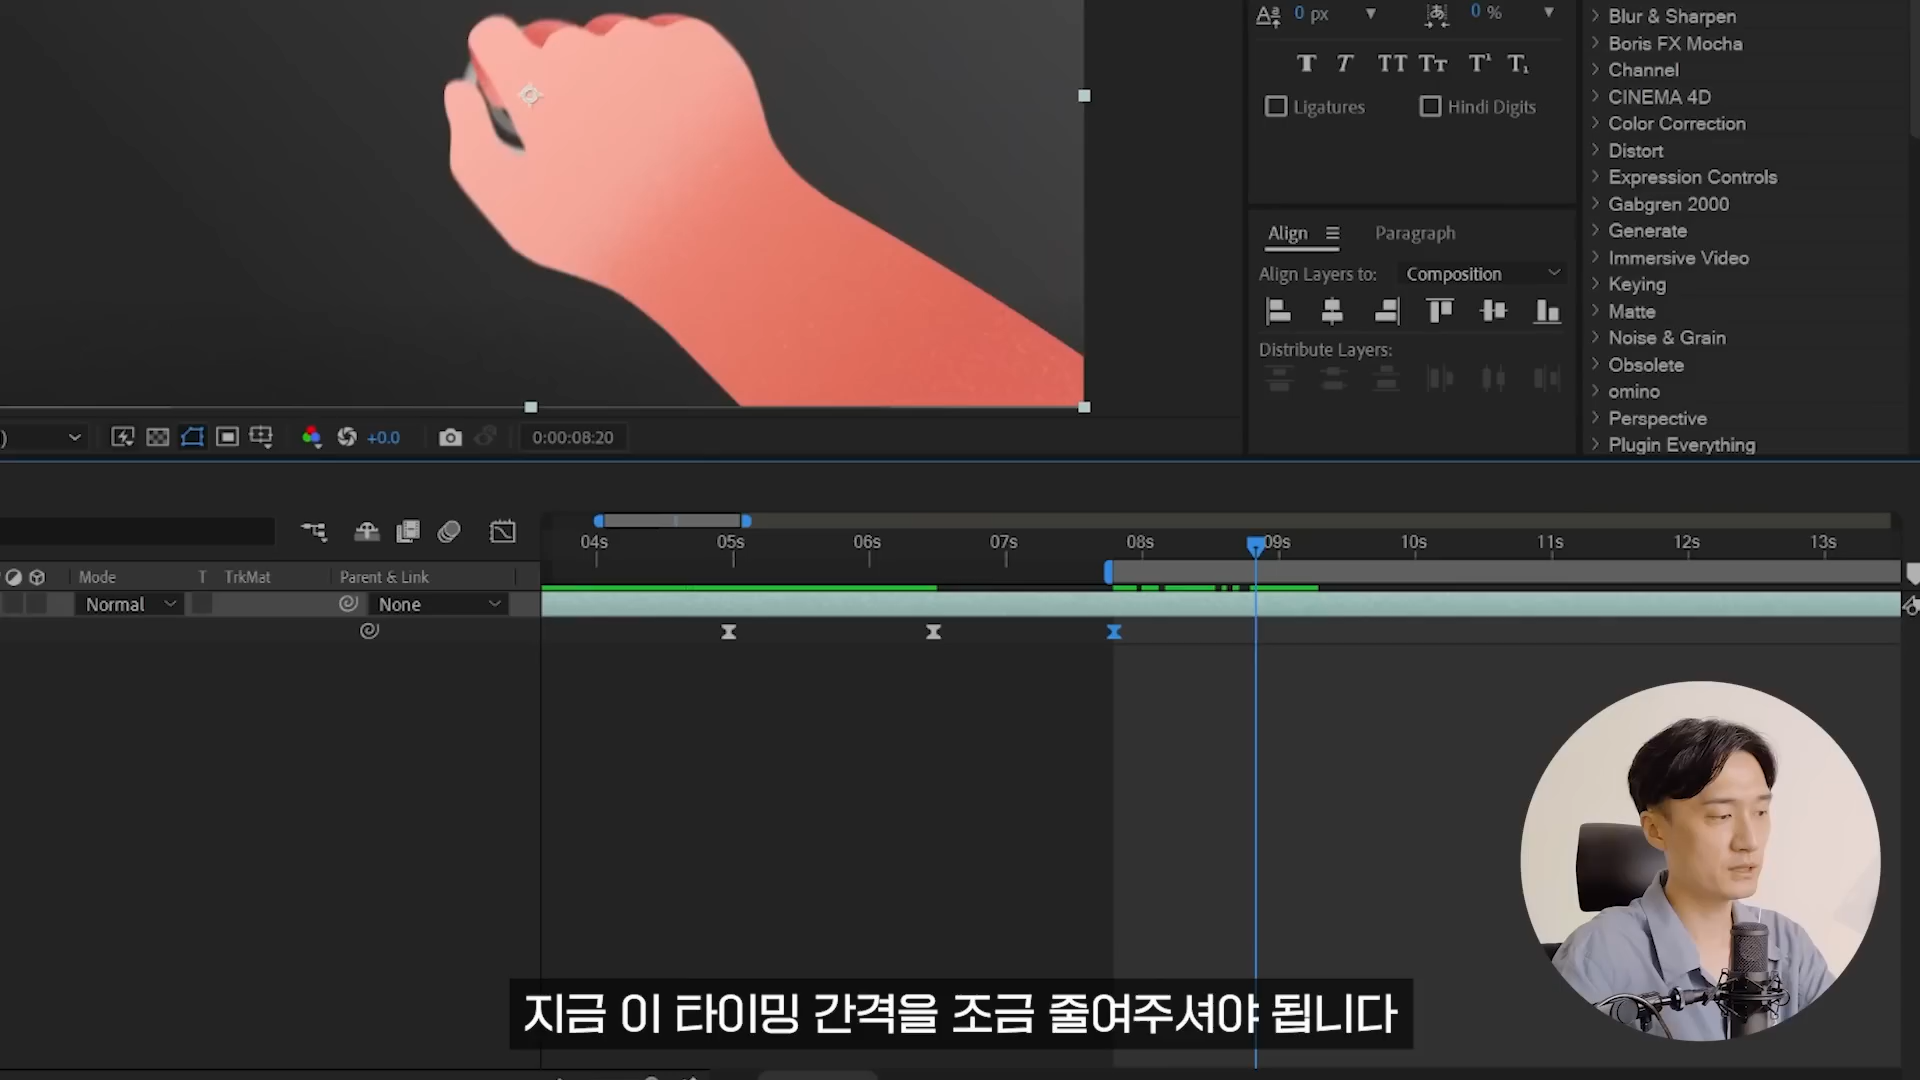 0 px
0 %
T T TT Tт T¹ T₁
Ligatures
Hindi Digits
Align
Paragraph
Align Layers to:
Composition
Distribute Layers:
Blur & Sharpen
Boris FX Mocha
Channel
CINEMA 4D
Color Correction
Distort
Expression Controls
Gabgren 2000
Generate
Immersive Video
Keying
Matte
Noise & Grain
Obsolete
omino
Perspective
Plugin Everything
)
+0.0
0:00:08:20
04s 05s 06s 07s 08s 09s 10s 11s 12s 13s
Mode T TrkMat Parent & Link
Normal None
지금 이 타이밍 간격을 조금 줄여주셔야 됩니다